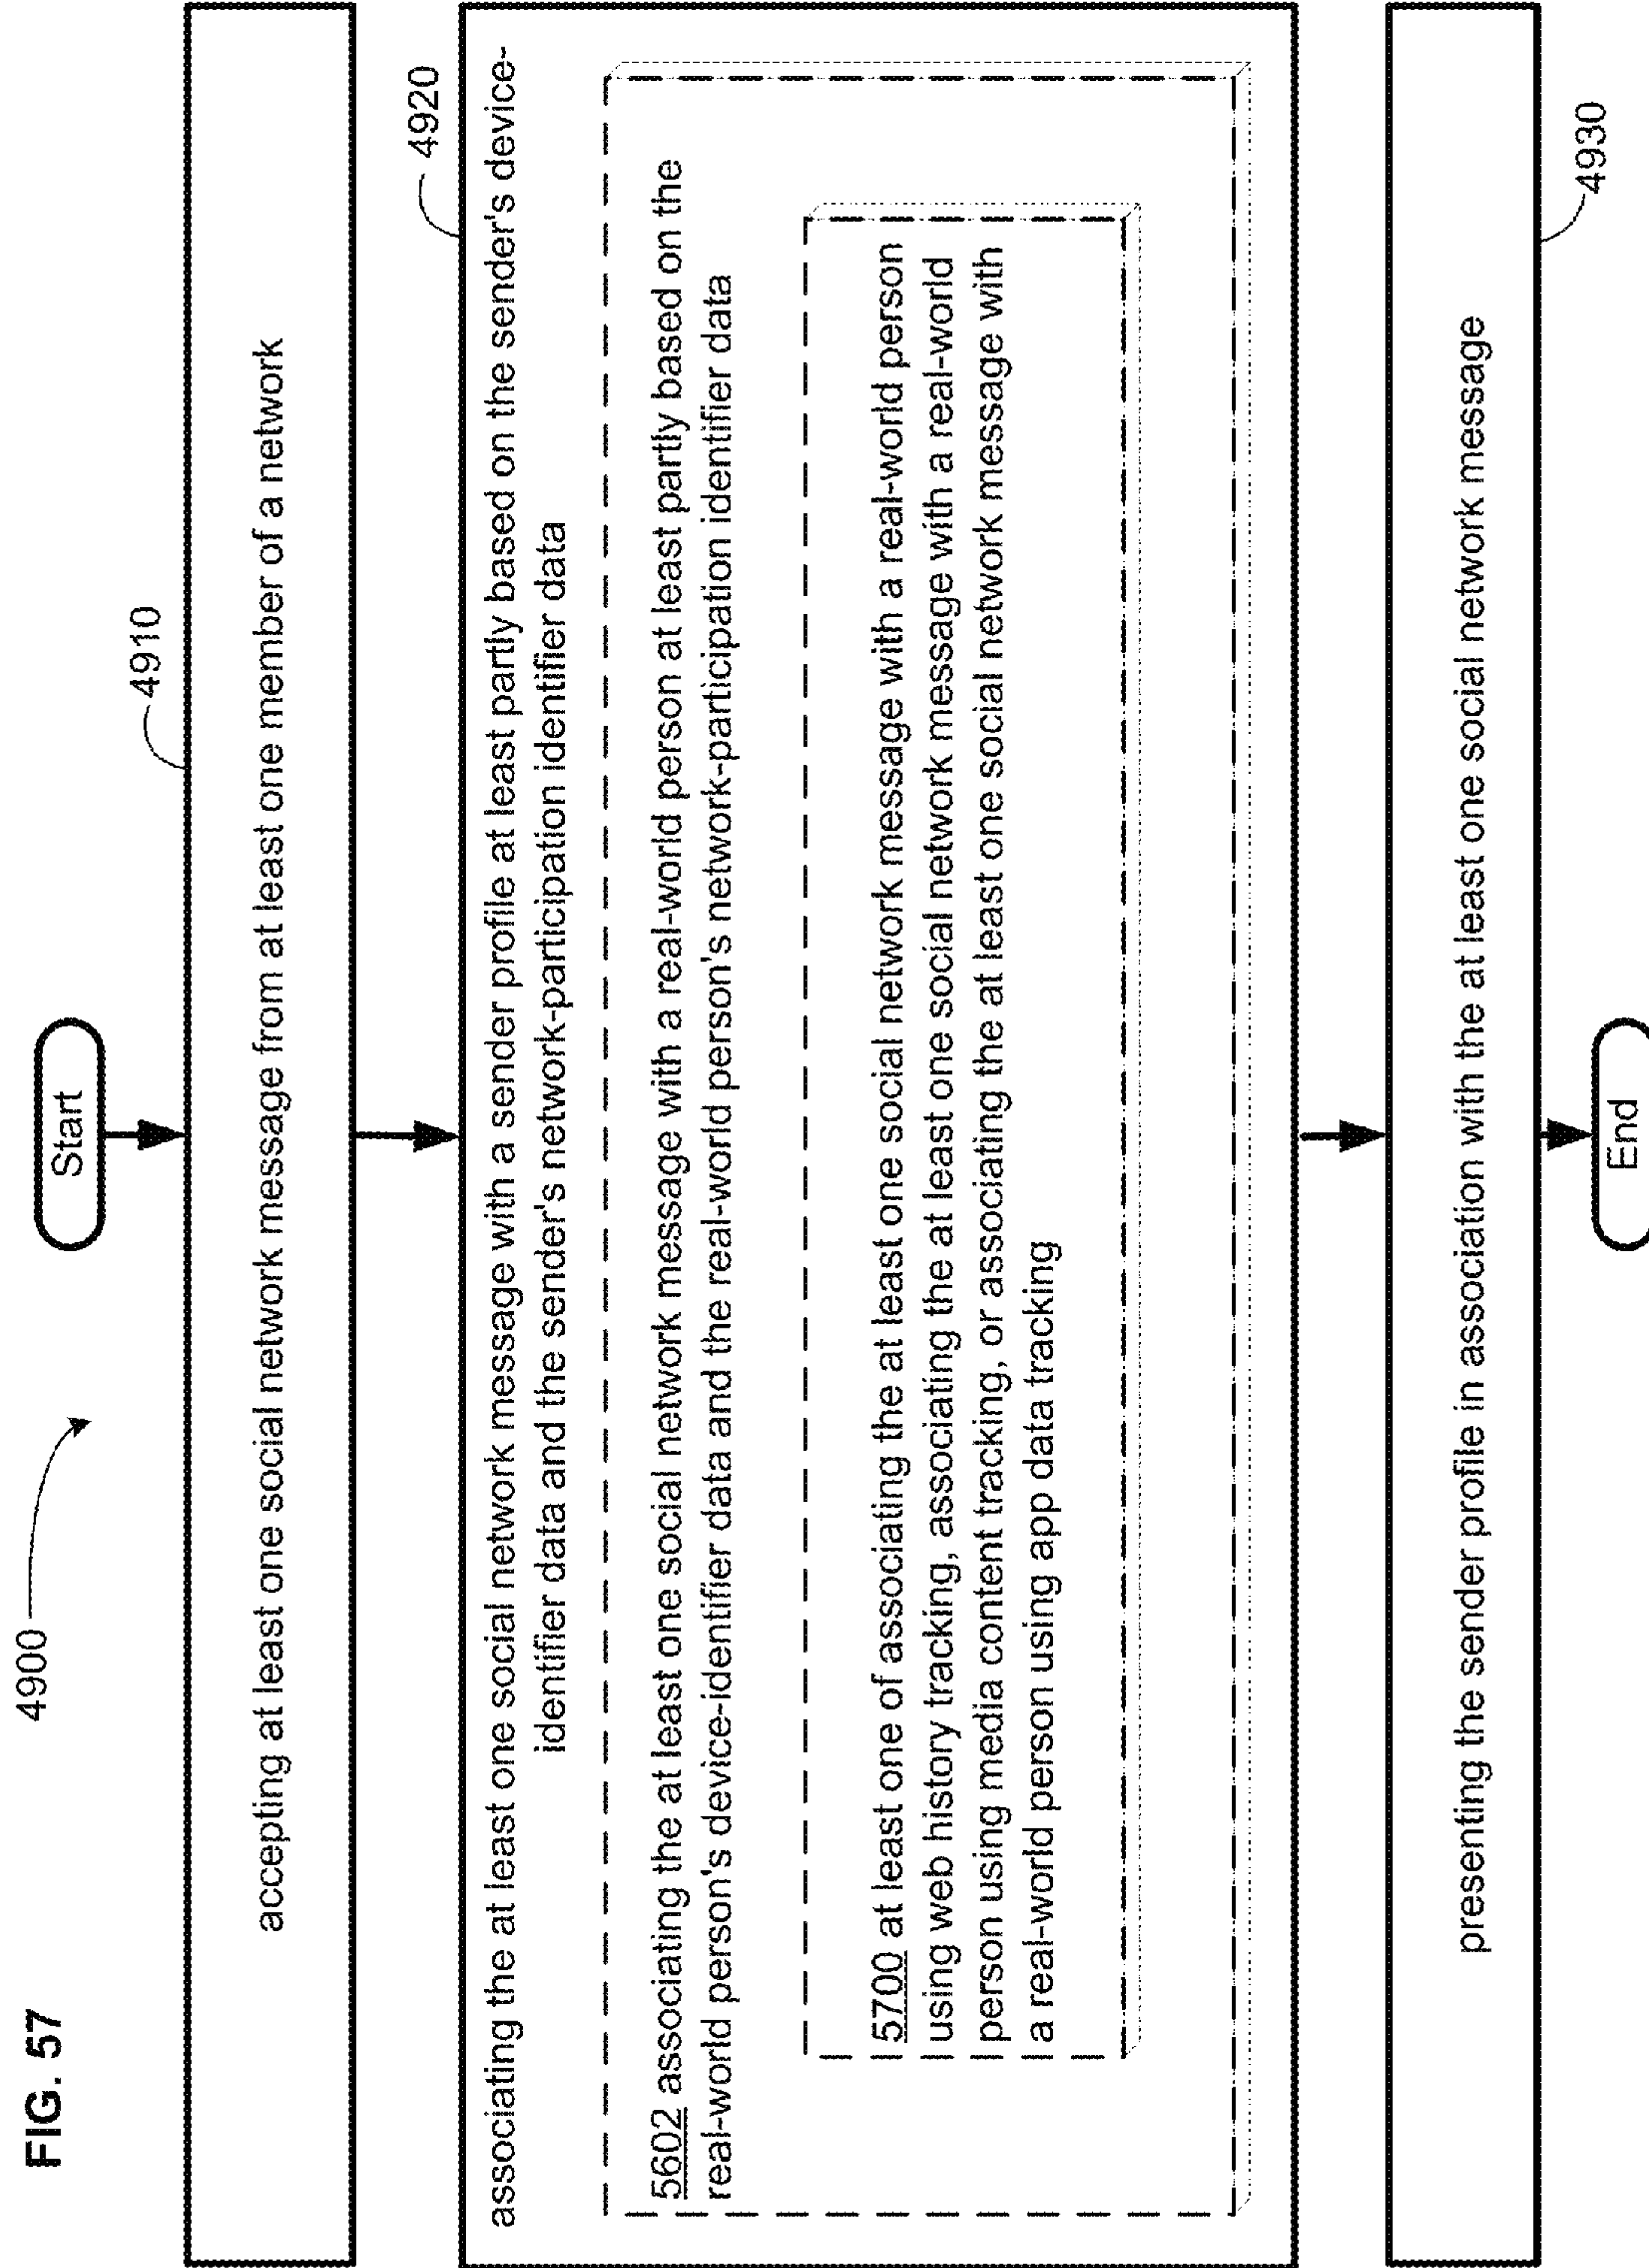 FIG. 57
4900
Start
4910
accepting at least one social network message from at least one member of a network
4920
associating the at least one social network message with a sender profile at least partly based on the sender's device-
identifier data and the sender's network-participation identifier data
5602 associating the at least one social network message with a real-world person at least partly based on the
real-world person's device-identifier data and the real-world person's network-participation identifier data
5700 at least one of associating the at least one social network message with a real-world person
using web history tracking, associating the at least one social network message with a real-world
person using media content tracking, or associating the at least one social network message with
a real-world person using app data tracking
presenting the sender profile in association with the at least one social network message
4930
End